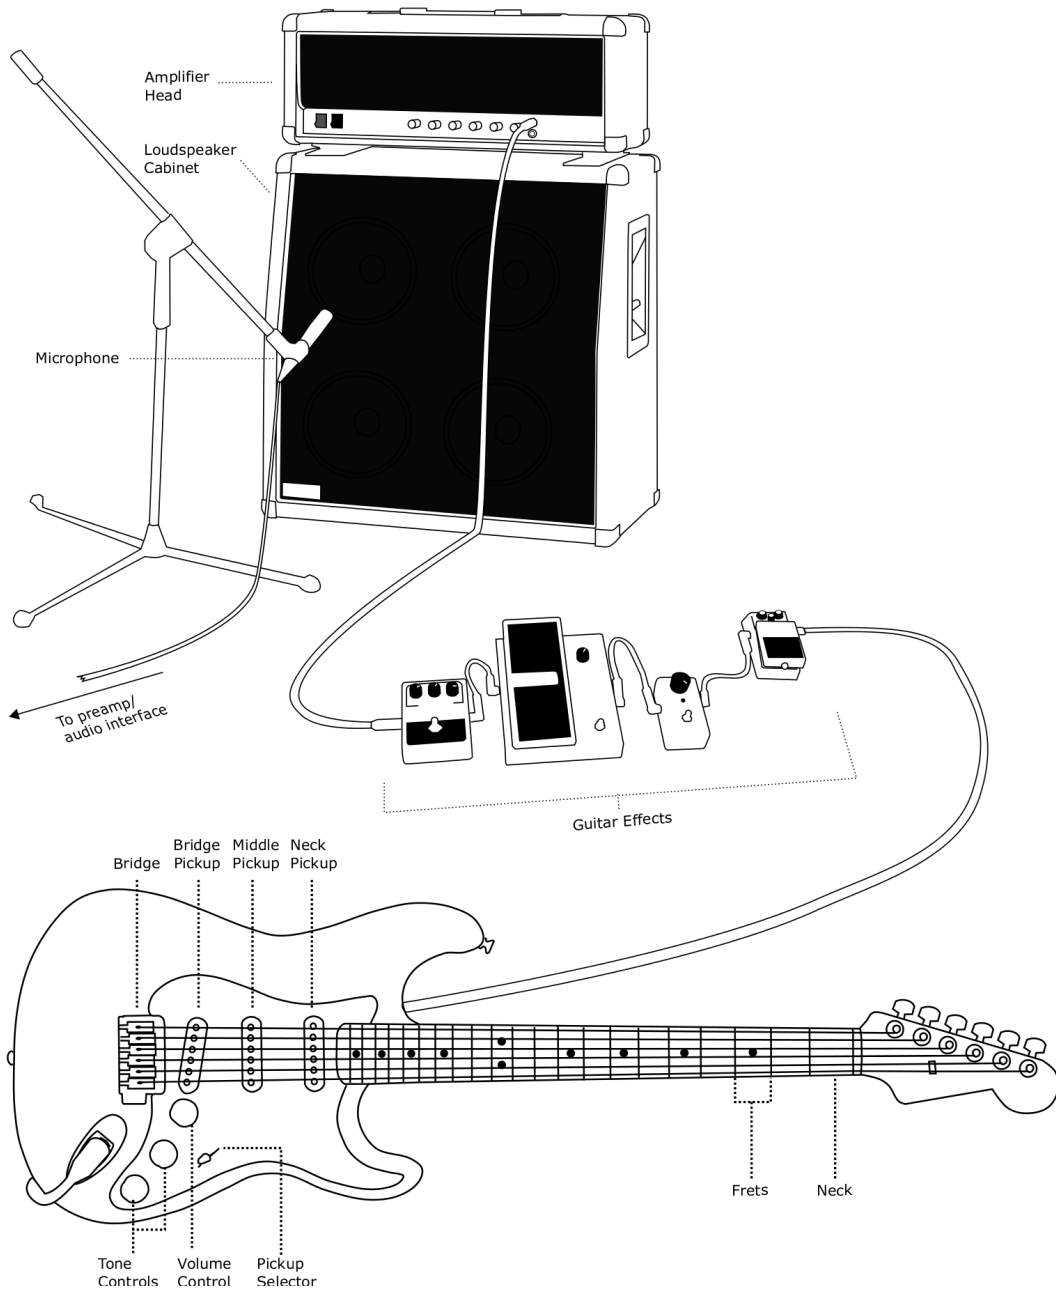 Amplifier
Head
Loudspeaker
Cabinet
Microphone
To preamp/
audio interface
Guitar Effects
Bridge
Bridge
Pickup
Middle
Pickup
Neck
Pickup
Frets
Neck
Tone
Controls
Volume
Control
Pickup
Selector